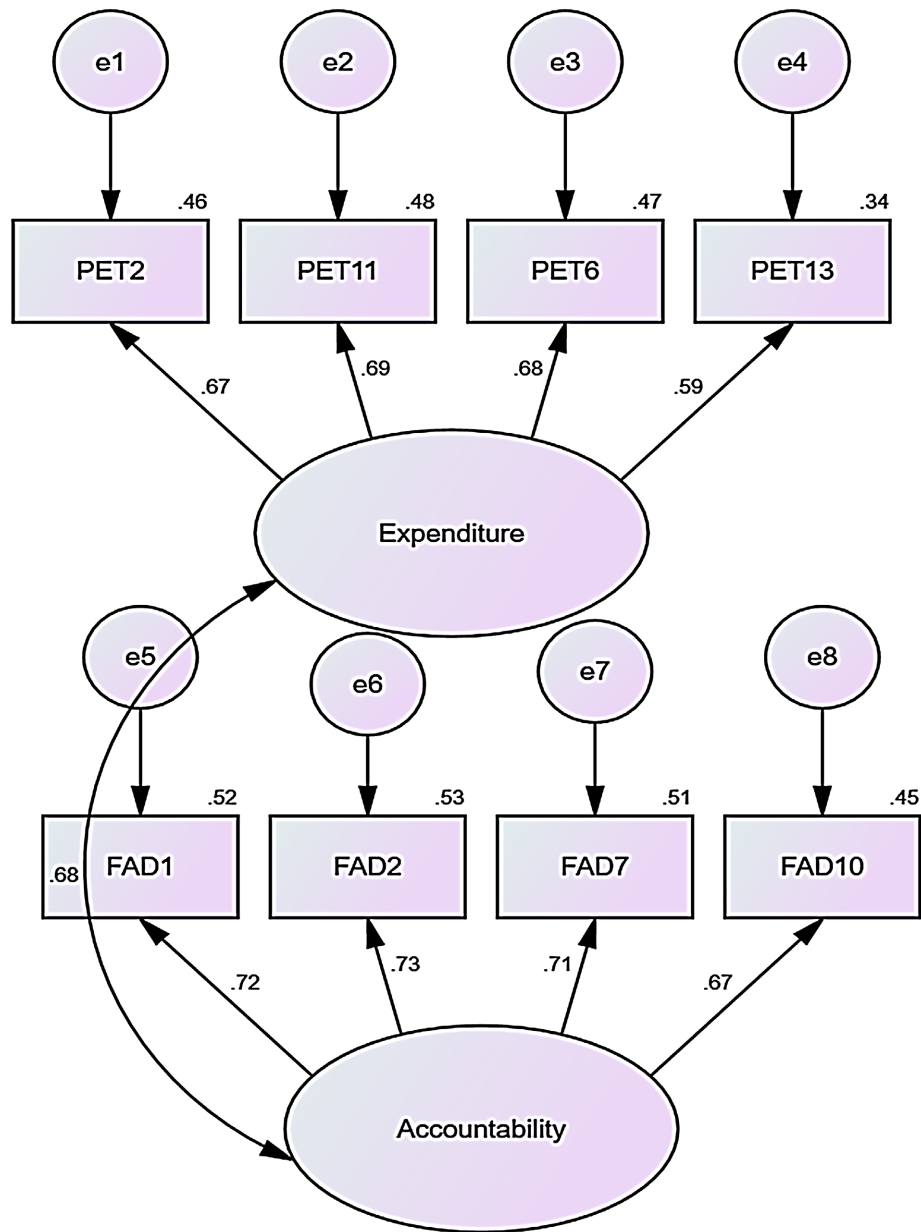 e1 e2 e3 e4
.46 .48 .47 .34
PET2 PET11 PET6 PET13
.67 .69 .68 .59
Expenditure
e5 e6 e7 e8
.52 .53 .51 .45
.68 FAD1 FAD2 FAD7 FAD10
.72 .73 .71 .67
Accountability